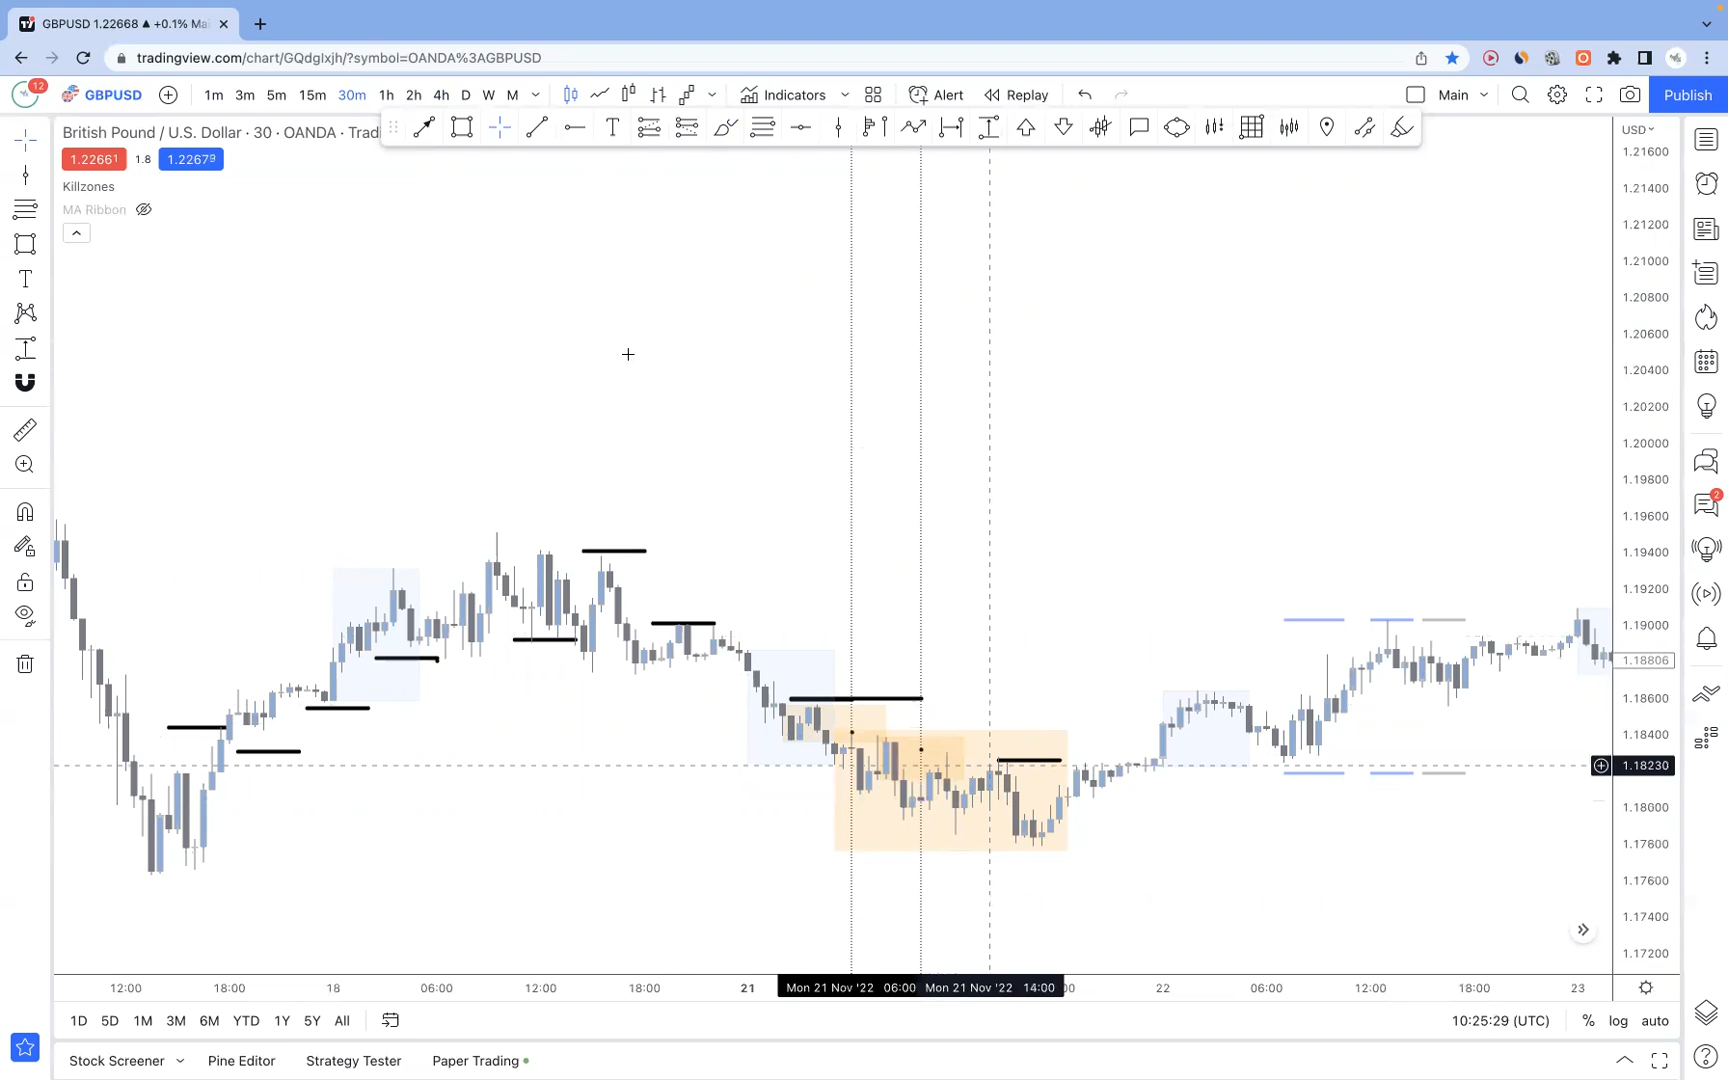 GBPUSD 1.22668 ▲ +0.1% Ma
tradingview.com/chart/GQdglxjh/?symbol=OANDA%3AGBPUSD
12
GBPUSD
1m 3m 5m 15m 30m 1h 2h 4h D W M
Indicators
Alert
Replay
Main
Publish
British Pound / U.S. Dollar · 30 · OANDA · Tradi
USD
1.22661 1.8 1.22679
Killzones
MA Ribbon
1.21600
1.21400
1.21200
1.21000
1.20800
1.20600
1.20400
1.20200
1.20000
1.19800
1.19600
1.19400
1.19200
1.19000
1.18806
1.18600
1.18400
1.18230
1.18000
1.17800
1.17600
1.17400
1.17200
2
12:00 18:00 18 06:00 12:00 18:00 21 Mon 21 Nov '22 06:00 Mon 21 Nov '22 14:00 :00 22 06:00 12:00 18:00 23
1D 5D 1M 3M 6M YTD 1Y 5Y All
10:25:29 (UTC) % log auto
Stock Screener Pine Editor Strategy Tester Paper Trading